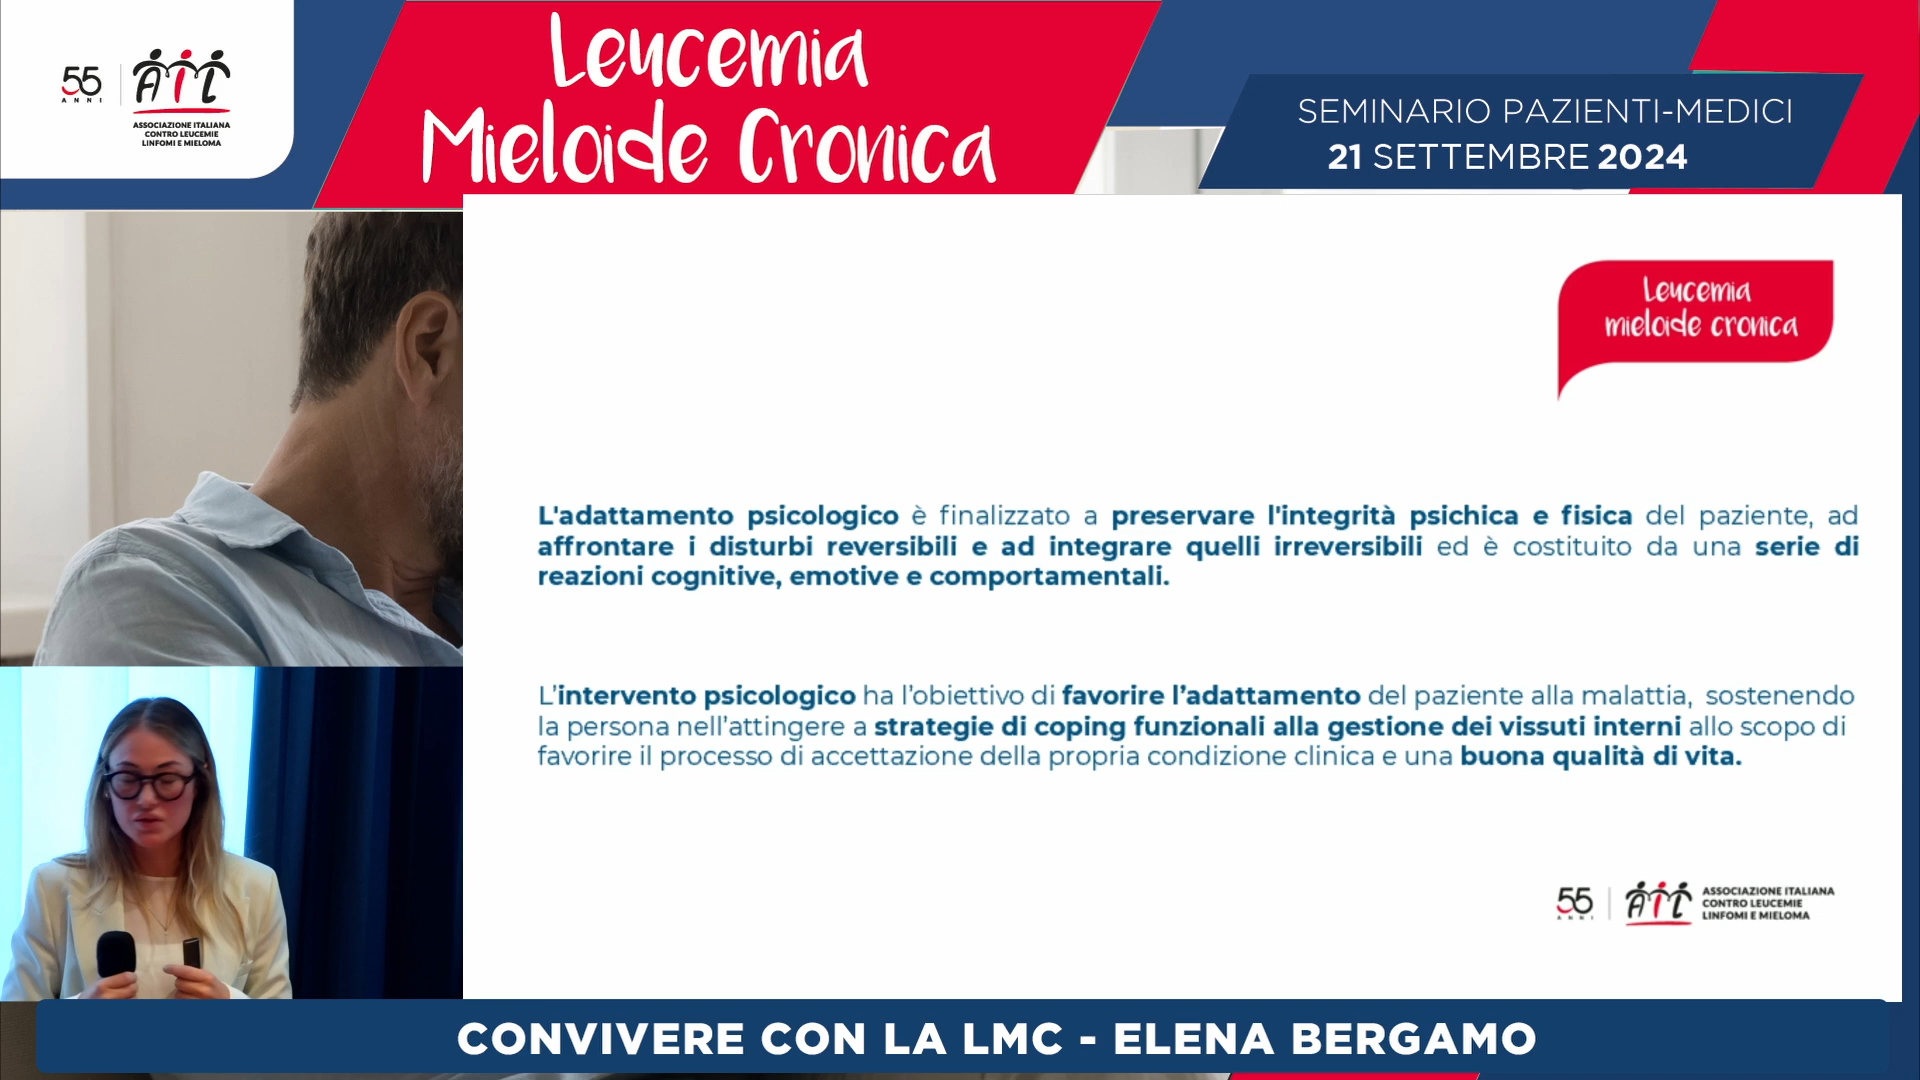 55
ANNI
AIL
ASSOCIAZIONE ITALIANA
CONTRO LEUCEMIE
LINFOMI E MIELOMA
Leucemia
Mieloide Cronica
SEMINARIO PAZIENTI-MEDICI
21 SETTEMBRE 2024
Leucemia
mieloide cronica
L'adattamento psicologico è finalizzato a preservare l'integrità psichica e fisica del paziente, ad
affrontare i disturbi reversibili e ad integrare quelli irreversibili ed è costituito da una serie di
reazioni cognitive, emotive e comportamentali.
L’intervento psicologico ha l’obiettivo di favorire l’adattamento del paziente alla malattia, sostenendo
la persona nell’attingere a strategie di coping funzionali alla gestione dei vissuti interni allo scopo di
favorire il processo di accettazione della propria condizione clinica e una buona qualità di vita.
55
ANNI
AIL
ASSOCIAZIONE ITALIANA
CONTRO LEUCEMIE
LINFOMI E MIELOMA
CONVIVERE CON LA LMC - ELENA BERGAMO